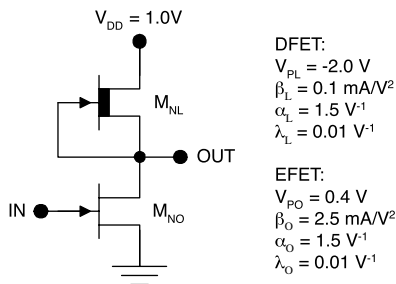 V_DD = 1.0V
M_NL
OUT
IN
M_NO
DFET:
V_PL = -2.0 V
β_L = 0.1 mA/V²
α_L = 1.5 V⁻¹
λ_L = 0.01 V⁻¹
EFET:
V_PO = 0.4 V
β_O = 2.5 mA/V²
α_O = 1.5 V⁻¹
λ_O = 0.01 V⁻¹